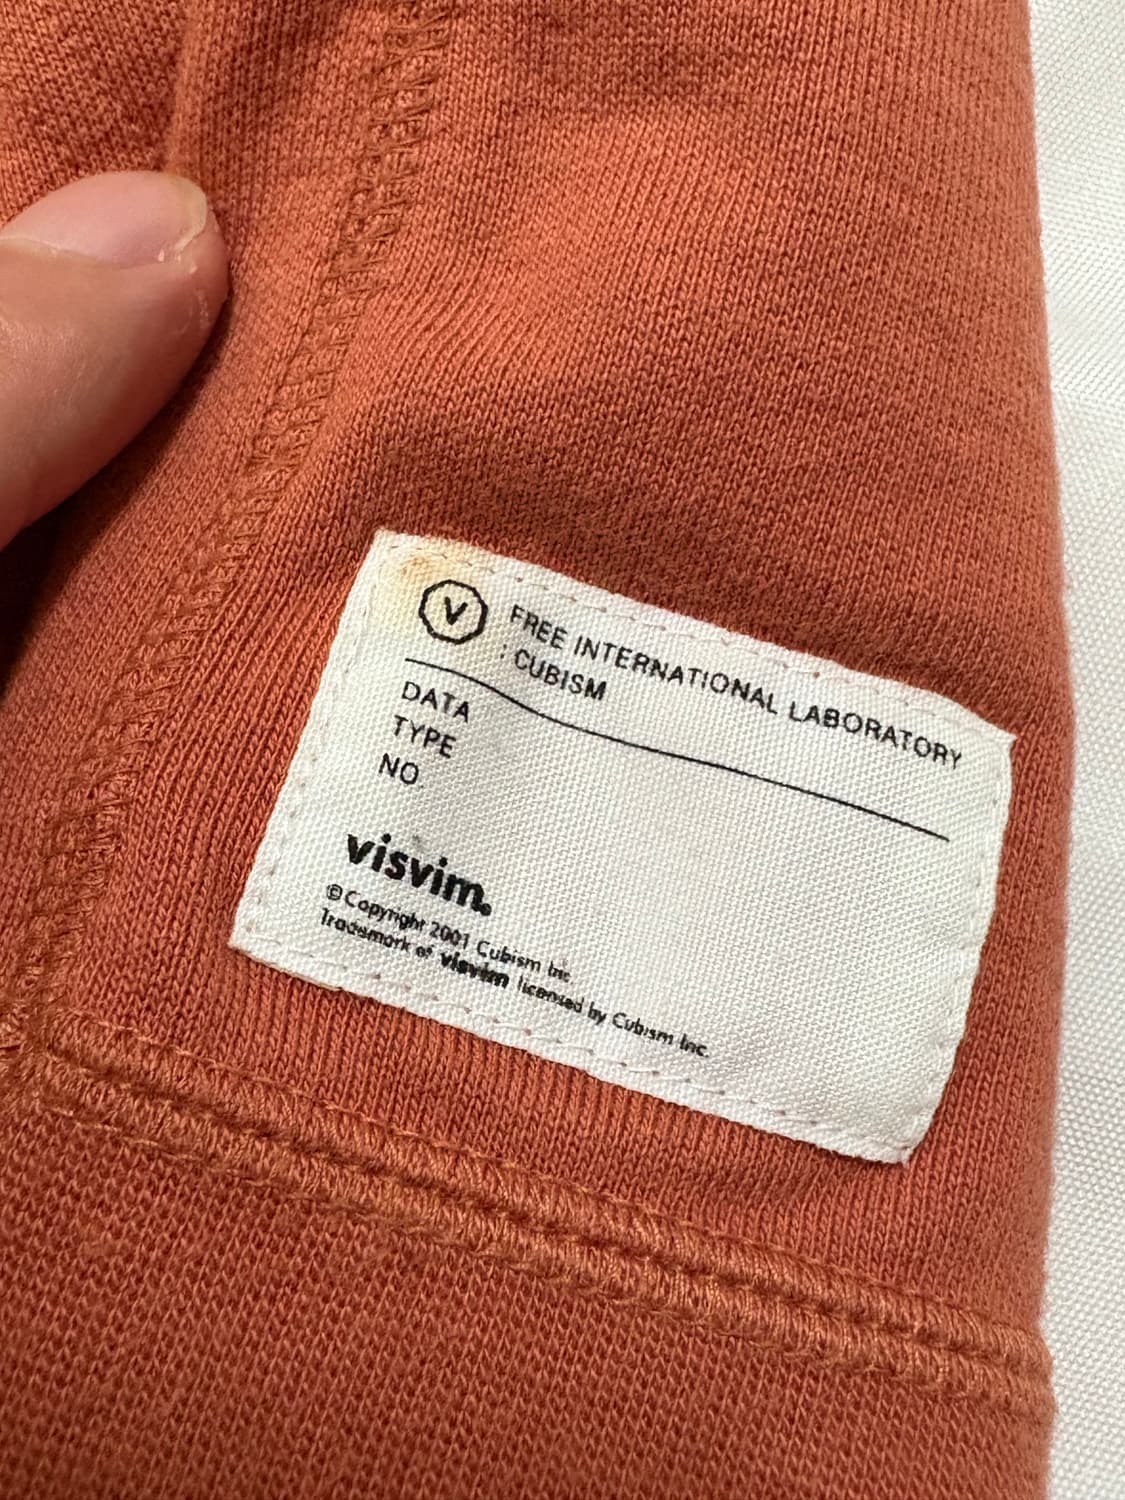 V
FREE INTERNATIONAL LABORATORY
: CUBISM
DATA
TYPE
NO.
visvim.
© Copyright 2001 Cubism Inc.
Trademark of visvim licensed by Cubism Inc.